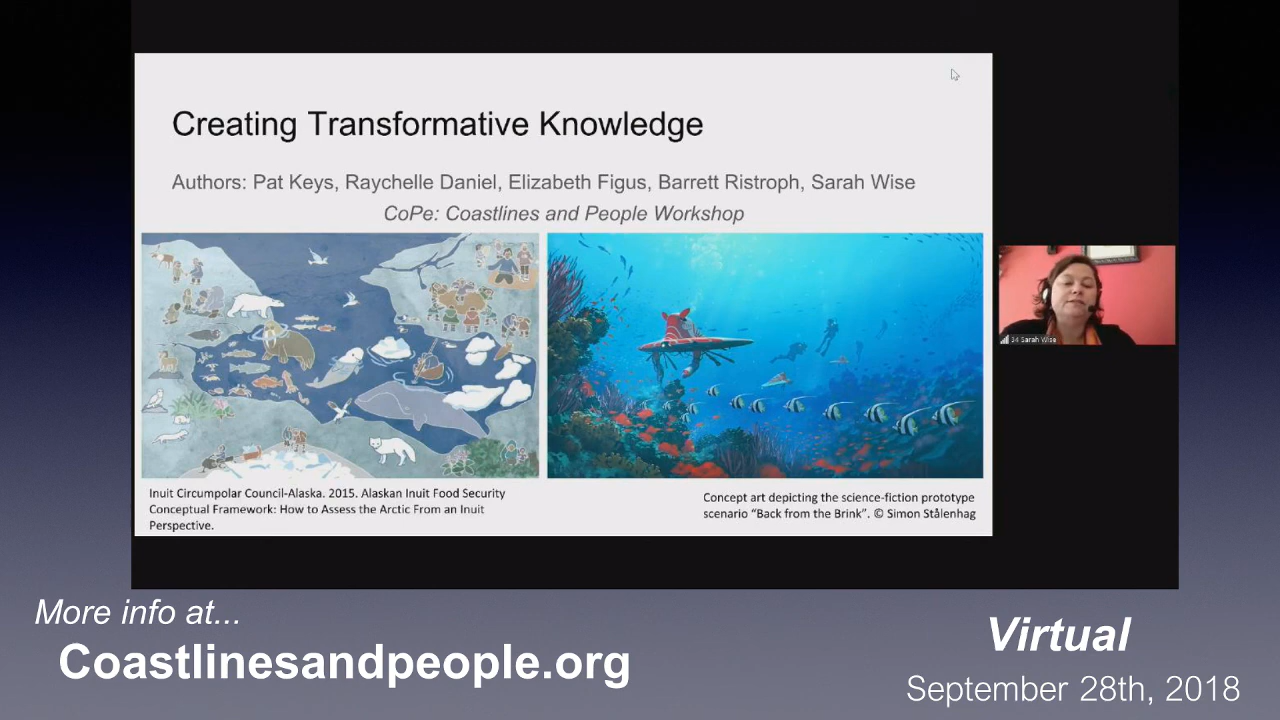 Creating Transformative Knowledge
Authors: Pat Keys, Raychelle Daniel, Elizabeth Figus, Barrett Ristroph, Sarah Wise
CoPe: Coastlines and People Workshop
Inuit Circumpolar Council-Alaska. 2015. Alaskan Inuit Food Security
Conceptual Framework: How to Assess the Arctic From an Inuit
Perspective.
Concept art depicting the science-fiction prototype
scenario “Back from the Brink”. © Simon Stålenhag
34 Sarah Wise
More info at...
Coastlinesandpeople.org
Virtual
September 28th, 2018